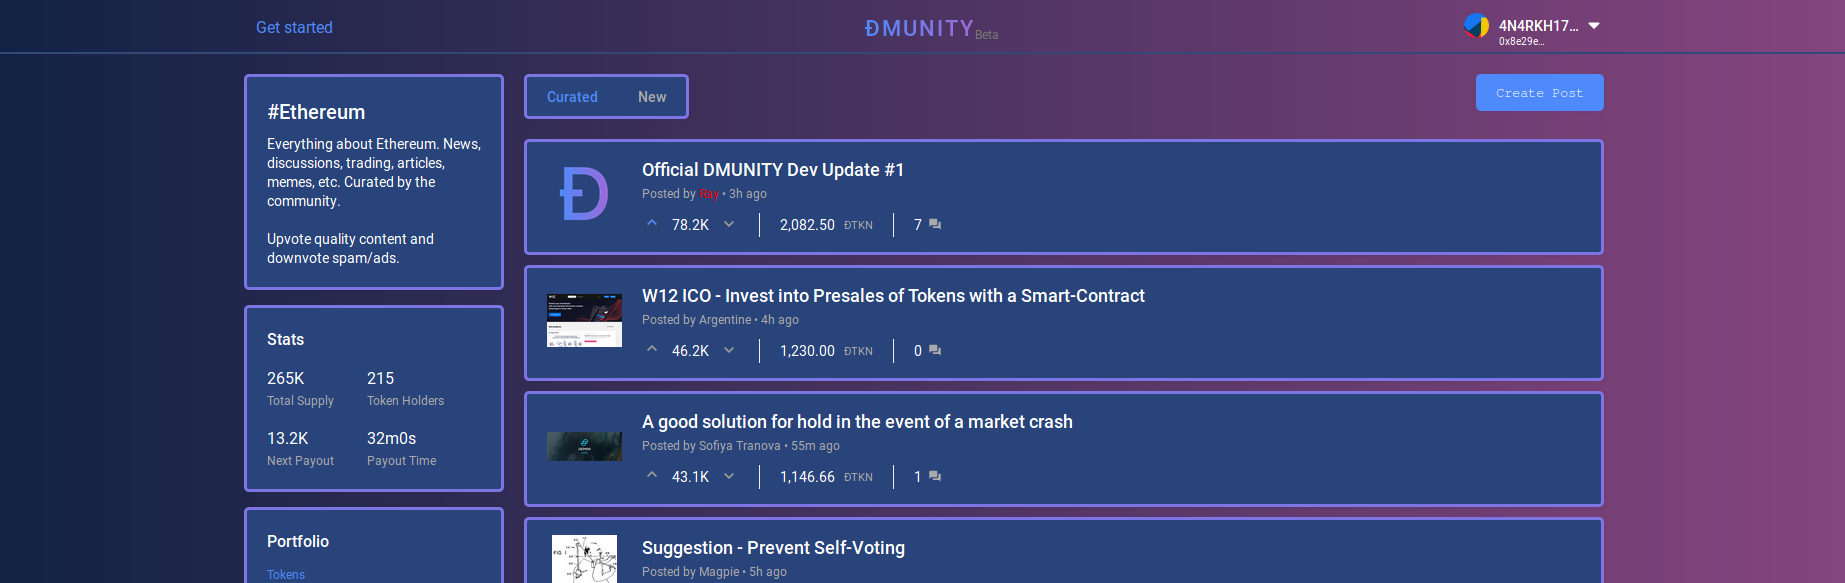 Get started
ĐMUNITY Beta
4N4RKH17...
0x8e29e...
#Ethereum
Everything about Ethereum. News,
discussions, trading, articles,
memes, etc. Curated by the
community.
Upvote quality content and
downvote spam/ads.
Stats
265K 215
Total Supply Token Holders
13.2K 32m0s
Next Payout Payout Time
Portfolio
Tokens
Curated New
Create Post
Official DMUNITY Dev Update #1
Posted by Ray • 3h ago
78.2K 2,082.50 ĐTKN 7
W12 ICO - Invest into Presales of Tokens with a Smart-Contract
Posted by Argentine • 4h ago
46.2K 1,230.00 ĐTKN 0
A good solution for hold in the event of a market crash
Posted by Sofiya Tranova • 55m ago
43.1K 1,146.66 ĐTKN 1
Suggestion - Prevent Self-Voting
Posted by Magpie • 5h ago